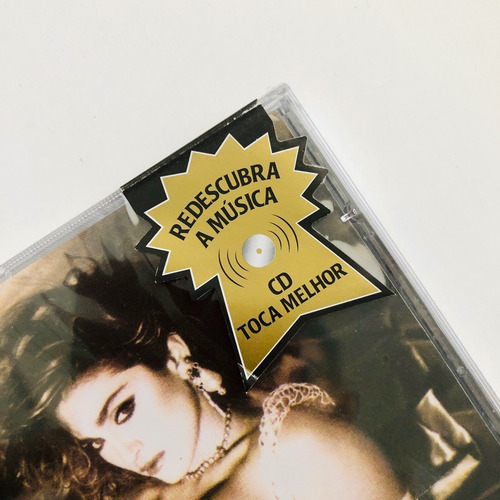 REDESCUBRA
A MÚSICA
CD
TOCA MELHOR